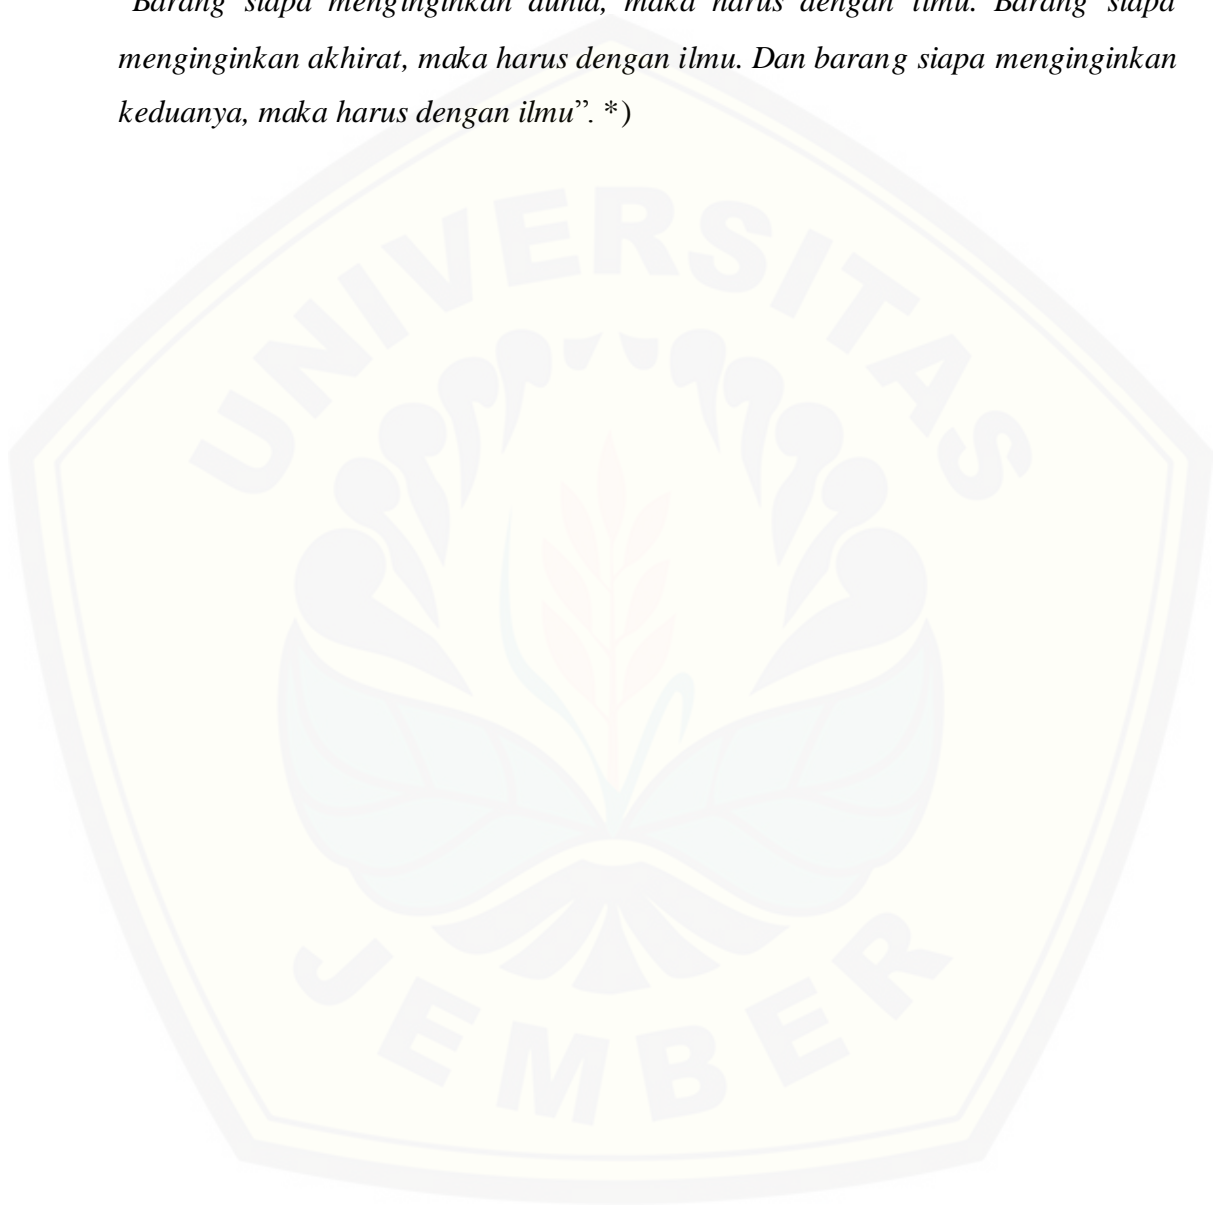 Barang siapa menginginkan dunia, maka harus dengan ilmu. Barang siapa
menginginkan akhirat, maka harus dengan ilmu. Dan barang siapa menginginkan
keduanya, maka harus dengan ilmu”. *)
UNIVERSITAS
JEMBER